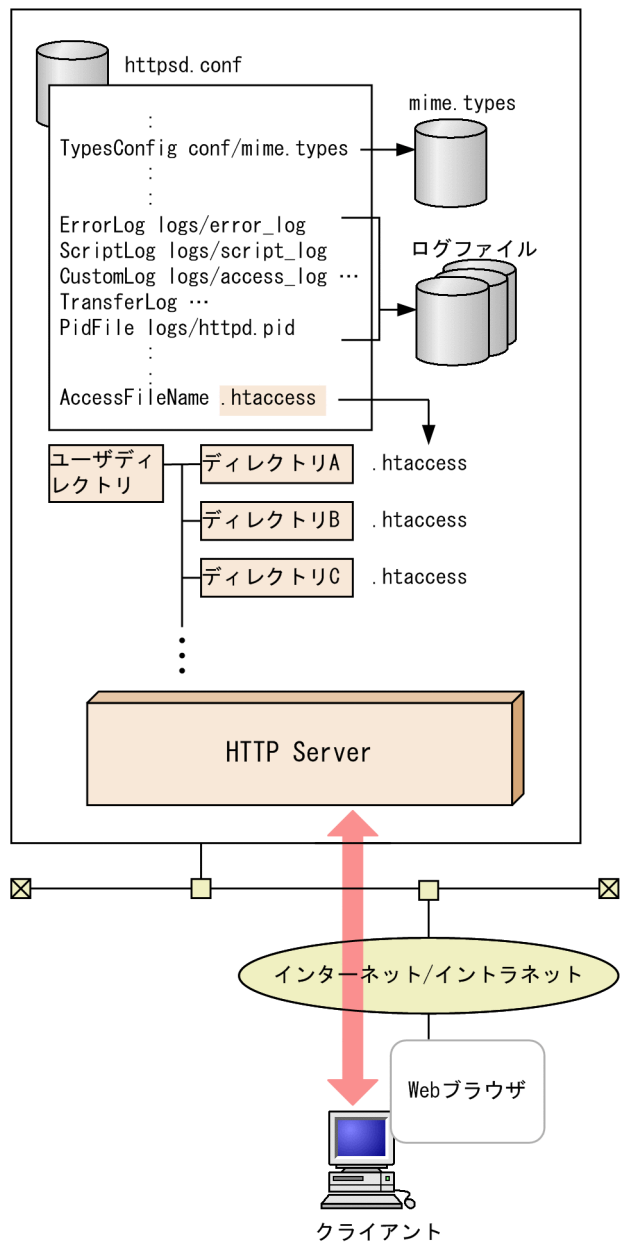 httpsd.conf
mime.types
:
TypesConfig conf/mime.types
:
:
ErrorLog logs/error_log
ScriptLog logs/script_log
CustomLog logs/access_log …
TransferLog …
PidFile logs/httpd.pid
:
:
ログファイル
AccessFileName .htaccess
ユーザディ
レクトリ
ディレクトリA .htaccess
ディレクトリB .htaccess
ディレクトリC .htaccess
HTTP Server
インターネット/イントラネット
Webブラウザ
クライアント